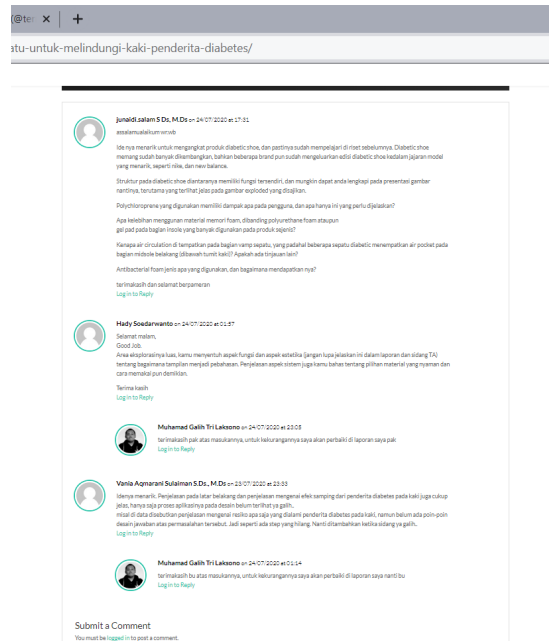 (@te
atu-untuk-melindungi-kaki-penderita-diabetes/
junaidi.salam S Ds, M.Ds on 24/07/2020 at 17:31
assalamualaikum wr.wb
Ide nya menarik untuk mengangkat produk diabetic shoe, dan pastinya sudah mempelajari di riset sebelumnya. Diabetic shoe
memang sudah banyak dikembangkan, bahkan beberapa brand pun sudah mengeluarkan edisi diabetic shoe kedalam jajaran model
yang menarik, seperti nike, dan new balance.
Struktur pada diabetic shoe diantaranya memiliki fungsi tersendiri, dan mungkin dapat anda lengkapi pada presentasi gambar
nantinya, terutama yang terlihat jelas pada gambar exploded yang disajikan.
Polychloroprene yang digunakan memiliki dampak apa pada pengguna, dan apa hanya ini yang perlu dijelaskan?
Apa kelebihan menggunan material memori foam, dibanding polyurethane foam ataupun
gel pad pada bagian insole yang banyak digunakan pada produk sejenis?
Kenapa air circulation di tempatkan pada bagian vamp sepatu, yang padahal beberapa sepatu diabetic menempatkan air pocket pada
bagian midsole belakang (dibawah tumit kaki)? Apakah ada tinjauan lain?
Antibacterial foam jenis apa yang digunakan, dan bagaimana mendapatkan nya?
terimakasih dan selamat berpameran
Log in to Reply
Hady Soedarwanto on 24/07/2020 at 01:57
Selamat malam,
Good Job.
Area eksplorasinya luas, kamu menyentuh aspek fungsi dan aspek estetika (jangan lupa jelaskan ini dalam laporan dan sidang TA)
tentang bagaimana tampilan menjadi pebahasan. Penjelasan aspek sistem juga kamu bahas tentang pilihan material yang nyaman dan
cara memakai pun demikian.
Terima kasih
Log in to Reply
Muhamad Galih Tri Laksono on 24/07/2020 at 23:05
terimakasih pak atas masukannya, untuk kekurangannya saya akan perbaiki di laporan saya pak
Log in to Reply
Vania Aqmarani Sulaiman S.Ds., M.Ds on 23/07/2020 at 23:33
Idenya menarik. Penjelasan pada latar belakang dan penjelasan mengenai efek samping dari penderita diabetes pada kaki juga cukup
jelas, hanya saja proses aplikasinya pada desain belum terlihat ya galih..
misal di data disebutkan penjelasan mengenai resiko apa saja yang dialami penderita diabetes pada kaki, namun belum ada poin-poin
desain jawaban atas permasalahan tersebut. Jadi seperti ada step yang hilang. Nanti ditambahkan ketika sidang ya galih.
Log in to Reply
Muhamad Galih Tri Laksono on 24/07/2020 at 01:14
terimakasih bu atas masukannya, untuk kekurangannya saya akan perbaiki di laporan saya nanti bu
Log in to Reply
Submit a Comment
You must be logged in to post a comment.